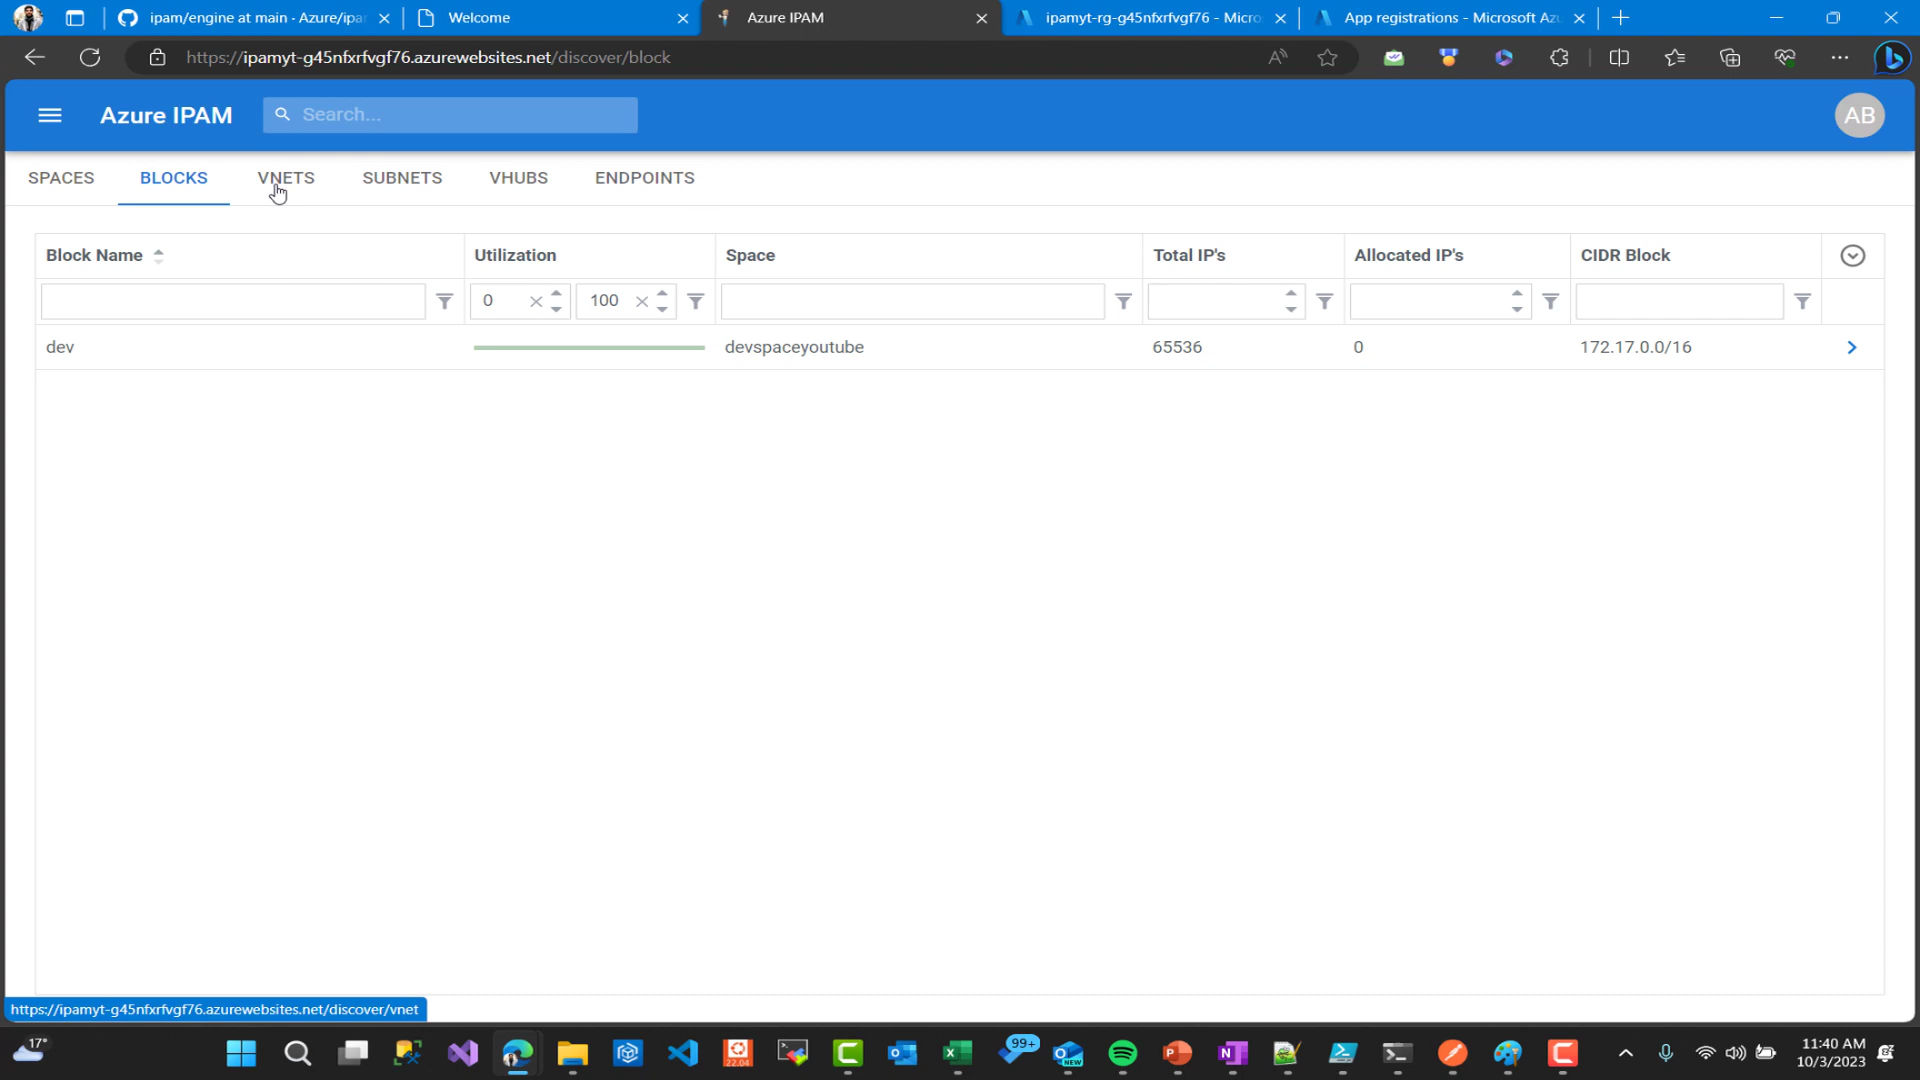 ipam/engine at main · Azure/ipa
Welcome
Azure IPAM
ipamyt-rg-g45nfxrfvgf76 - Micro
App registrations - Microsoft Az
https://ipamyt-g45nfxrfvgf76.azurewebsites.net/discover/block
Azure IPAM
Search...
AB
SPACES
BLOCKS
VNETS
SUBNETS
VHUBS
ENDPOINTS
Block Name
Utilization
Space
Total IP's
Allocated IP's
CIDR Block
0
100
dev
devspaceyoutube
65536
0
172.17.0.0/16
https://ipamyt-g45nfxrfvgf76.azurewebsites.net/discover/vnet
17°
22.04
99+
NEW
11:40 AM
10/3/2023